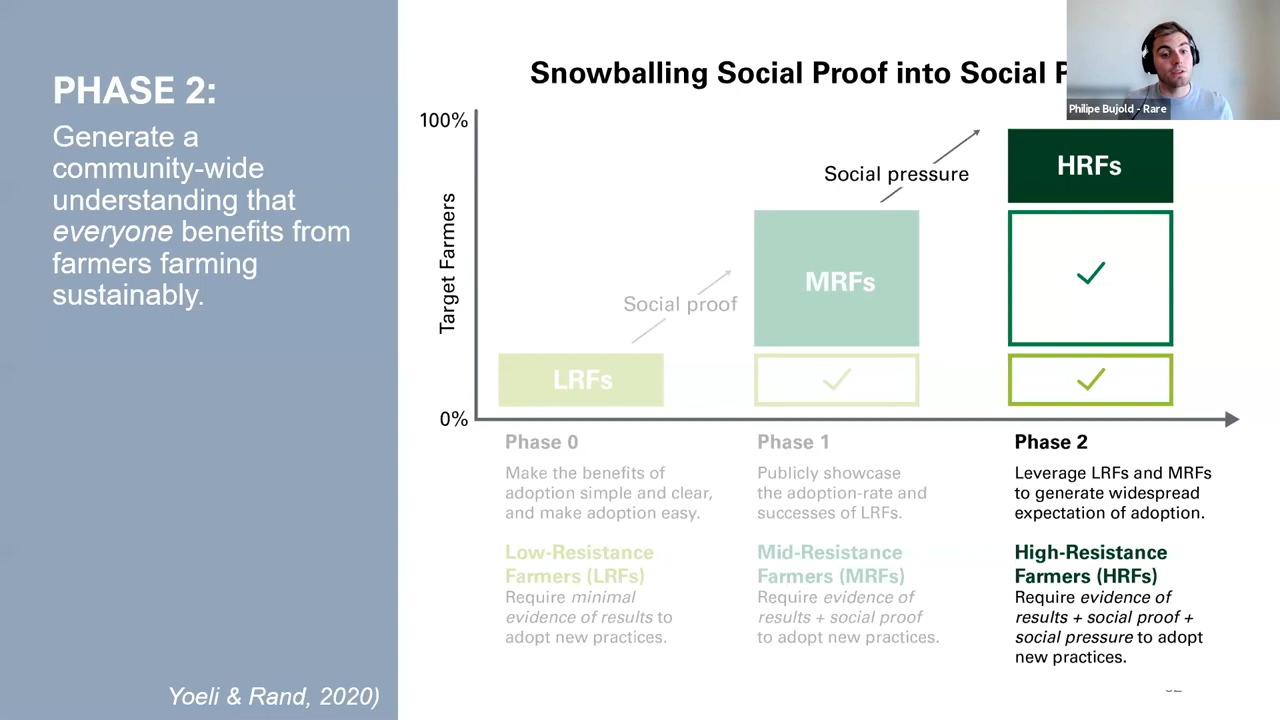 PHASE 2:
Generate a
community-wide
understanding that
everyone benefits from
farmers farming
sustainably.
Yoeli & Rand, 2020)
Snowballing Social Proof into Social
Philipe Bujold - Rare
100%
Target Farmers
0%
Social proof
Social pressure
LRFs
MRFs
HRFs
Phase 0
Make the benefits of
adoption simple and clear,
and make adoption easy.
Low-Resistance
Farmers (LRFs)
Require minimal
evidence of results to
adopt new practices.
Phase 1
Publicly showcase
the adoption-rate and
successes of LRFs.
Mid-Resistance
Farmers (MRFs)
Require evidence of
results + social proof
to adopt new practices.
Phase 2
Leverage LRFs and MRFs
to generate widespread
expectation of adoption.
High-Resistance
Farmers (HRFs)
Require evidence of
results + social proof +
social pressure to adopt
new practices.